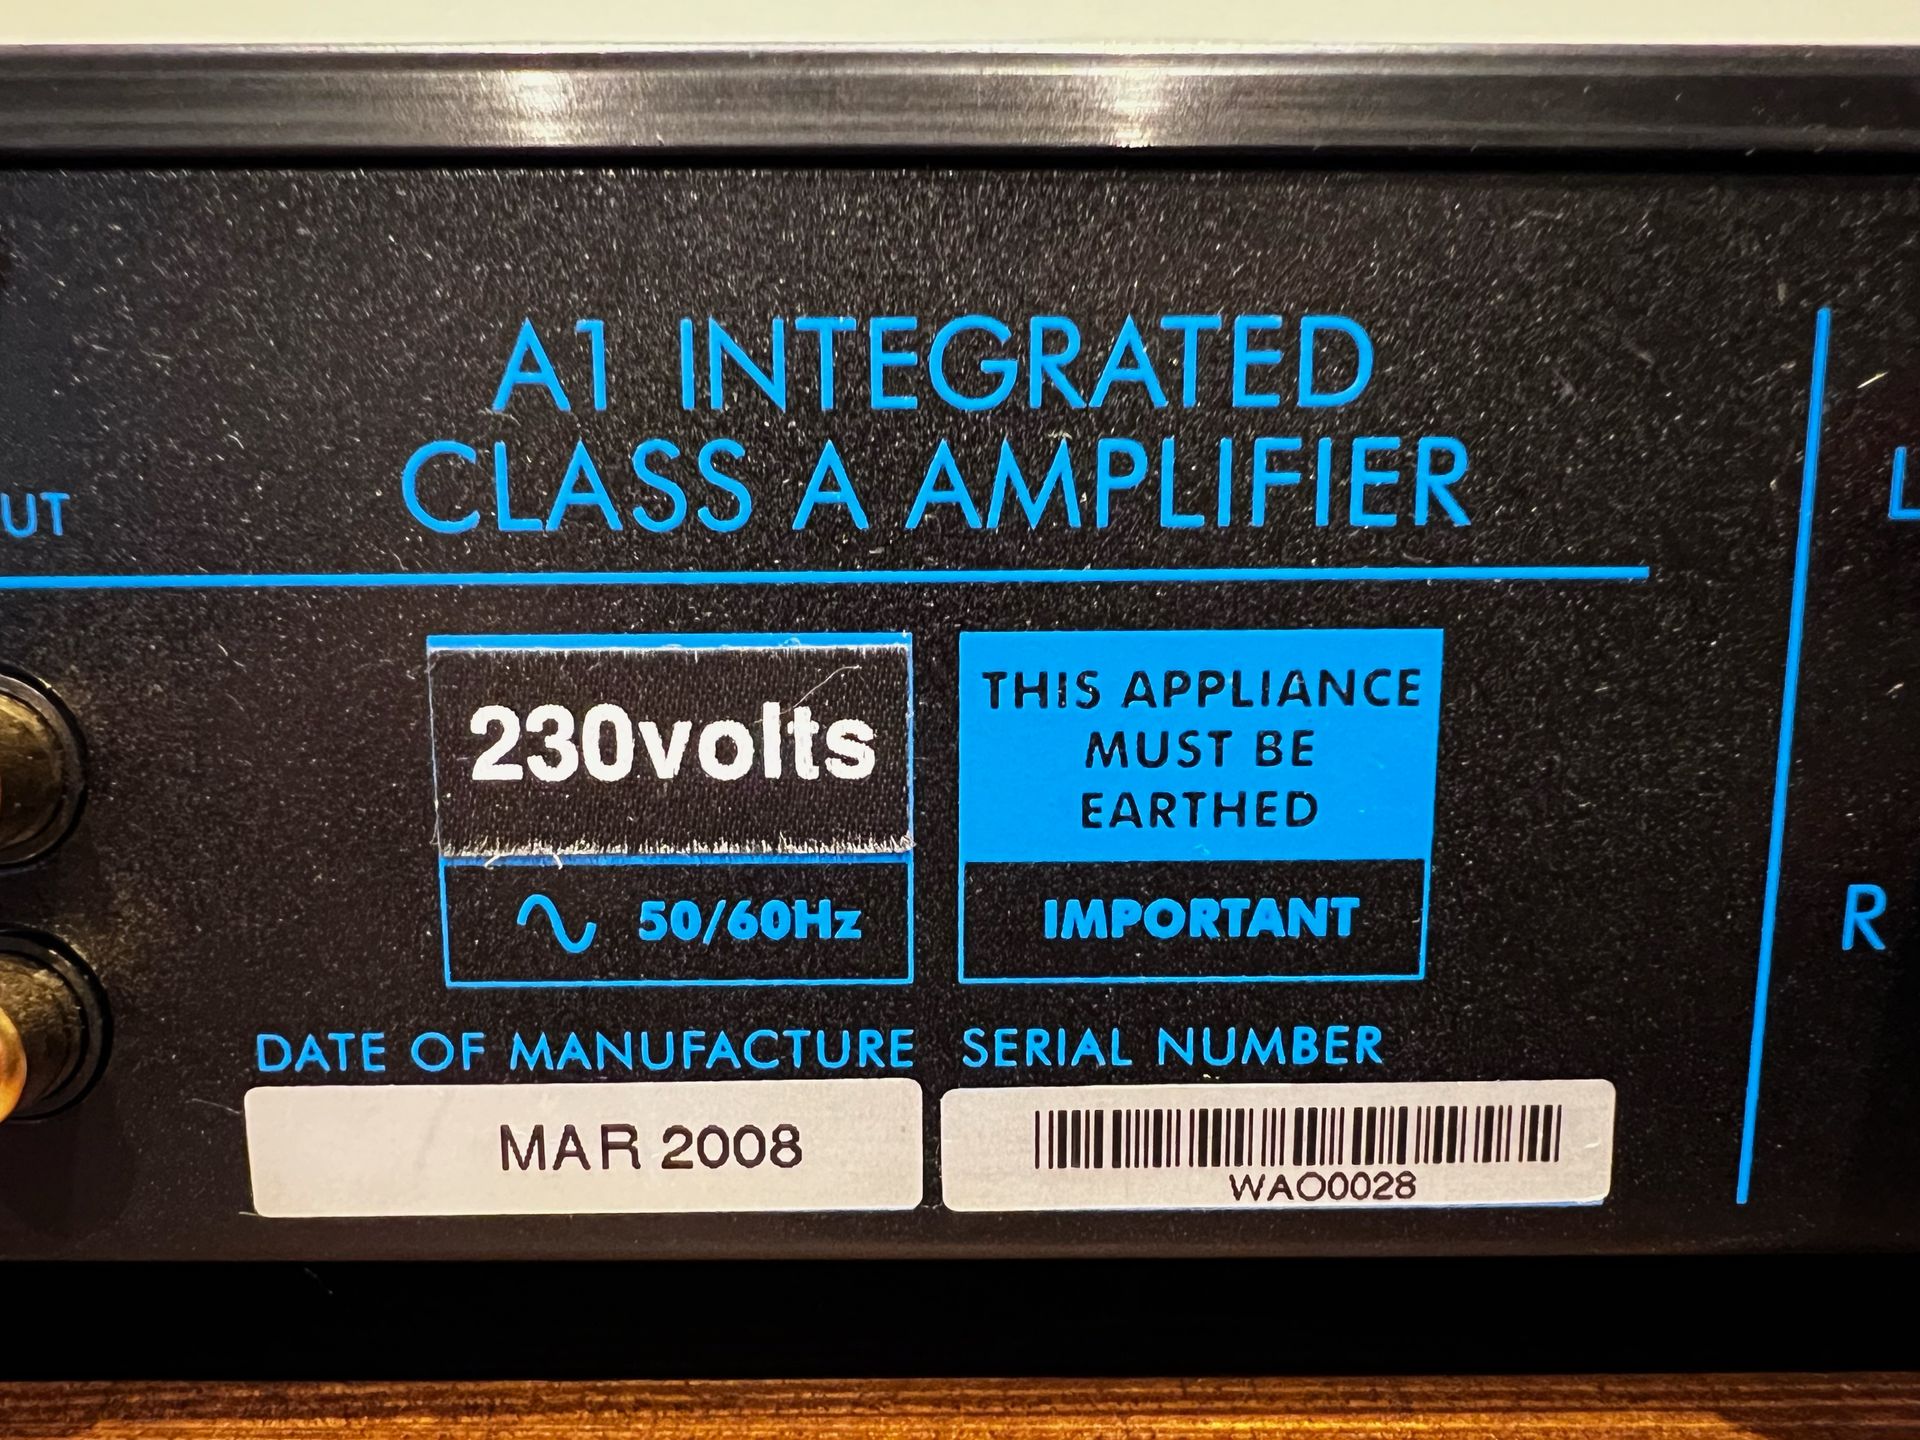 A1 INTEGRATED
CLASS A AMPLIFIER
UT
L
230volts
50/60Hz
THIS APPLIANCE
MUST BE
EARTHED
IMPORTANT
R
DATE OF MANUFACTURE
MAR 2008
SERIAL NUMBER
WAO0028